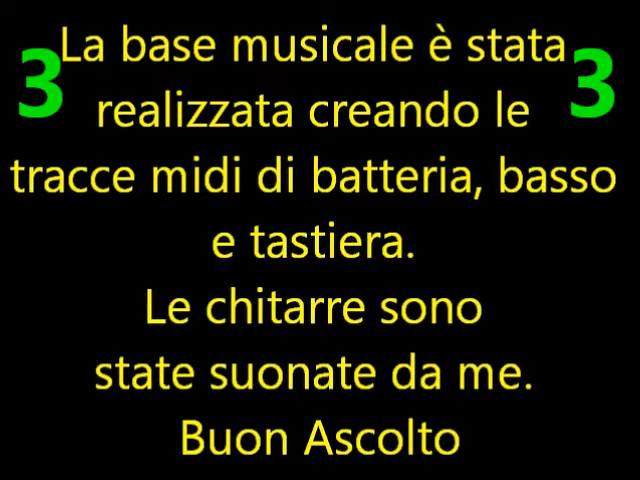 La base musicale è stata
3 3
realizzata creando le
tracce midi di batteria, basso
e tastiera.
Le chitarre sono
state suonate da me.
Buon Ascolto